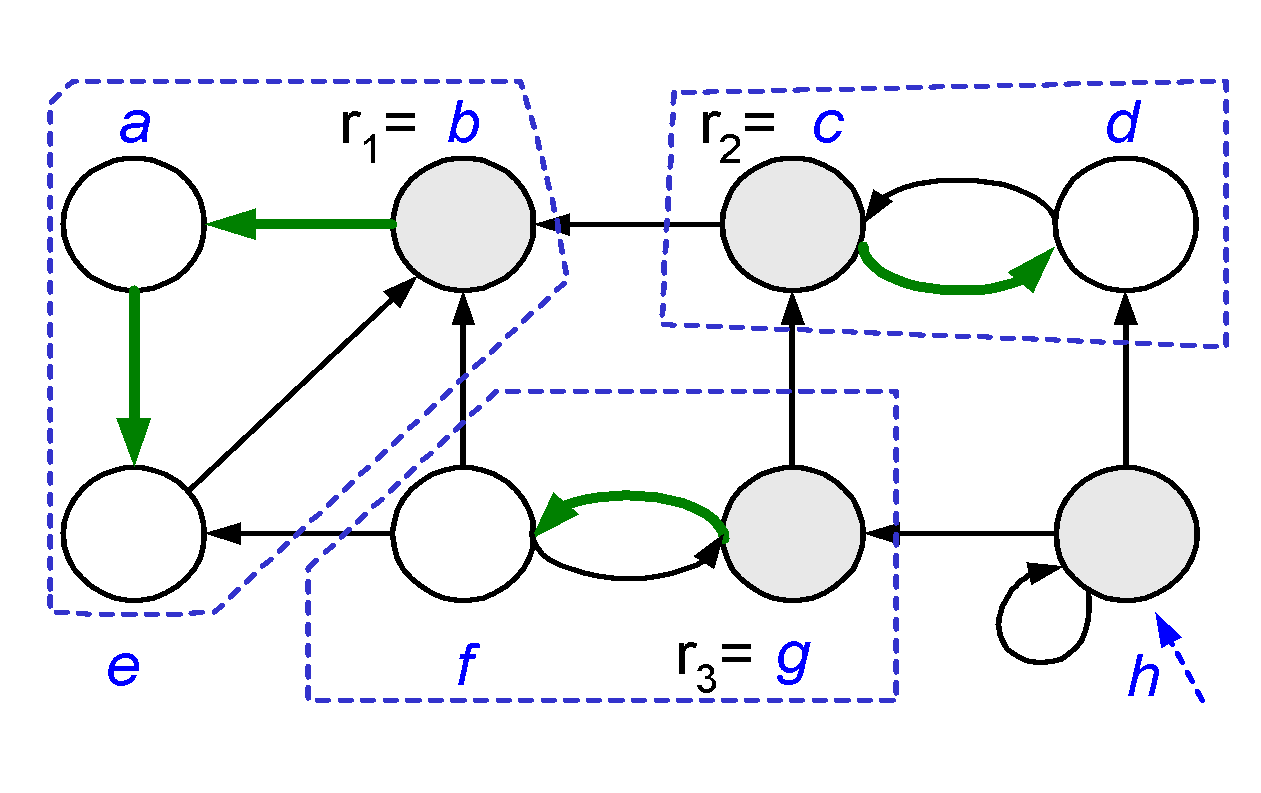 a r1= b r2= c d
e f r3= g h